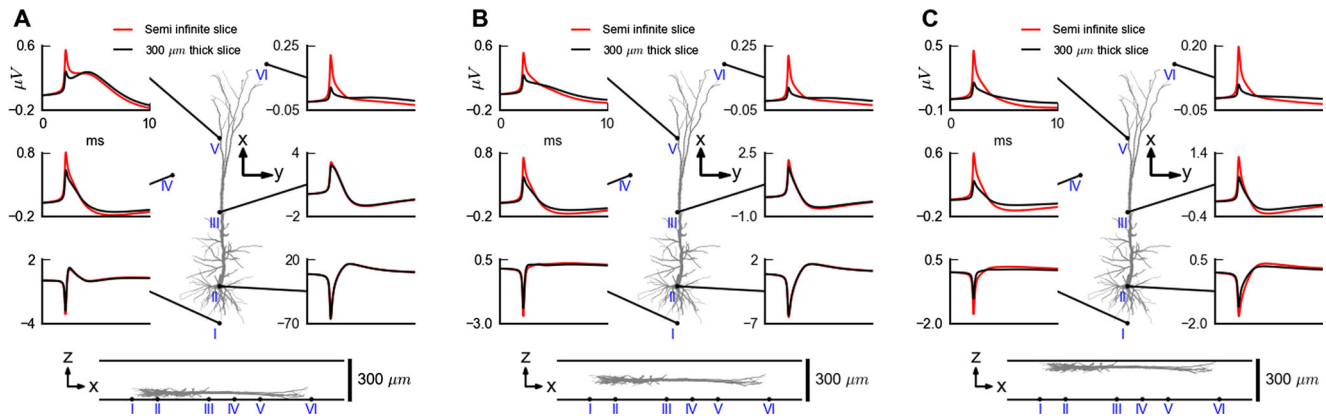 A
Semi infinite slice
300 μm thick slice
0.6
μV
−0.2
0
10
ms
0.25
−0.05
VI
V
x
y
0.8
−0.2
IV
4
−2
III
2
−4
20
−70
II
I
z
x
300 μm
I II III IV V VI
B
Semi infinite slice
300 μm thick slice
0.6
−0.2
0
10
ms
0.25
−0.05
VI
V
x
y
0.8
−0.2
IV
2.5
−1.0
III
0.5
−3.0
2
−7
II
I
z
x
300 μm
I II III IV V VI
C
Semi infinite slice
300 μm thick slice
0.5
−0.1
0
10
ms
0.20
−0.05
VI
V
x
y
0.6
−0.2
IV
1.4
−0.4
III
0.5
−2.0
0.5
−2.0
II
I
z
x
300 μm
I II III IV V VI